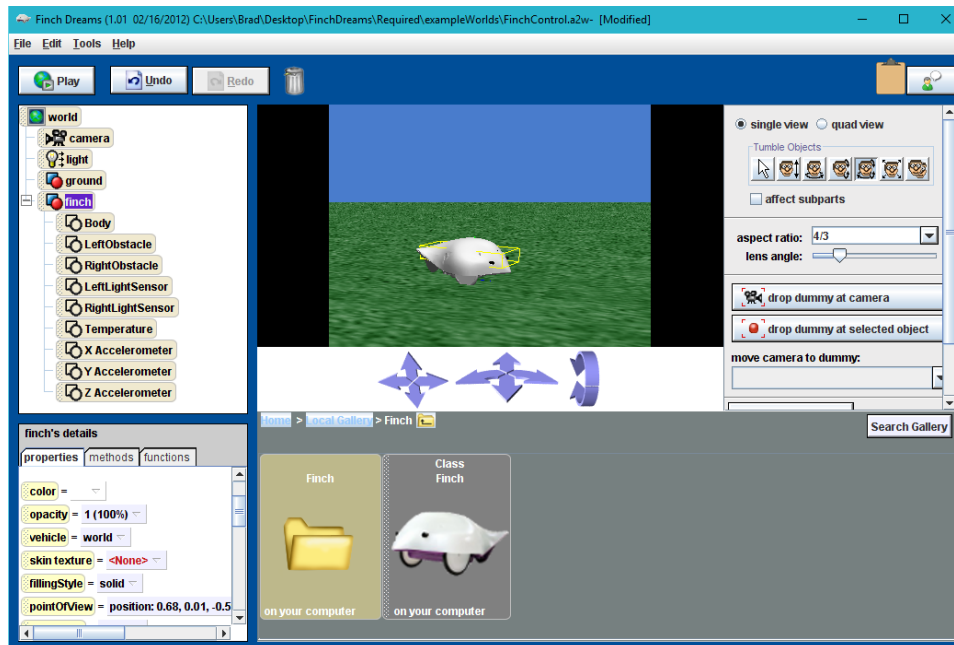 Finch Dreams (1.01 02/16/2012) C:\Users\Brad\Desktop\FinchDreams\Required\exampleWorlds\FinchControl.a2w- [Modified]
File Edit Tools Help
Play Undo Redo
world
camera
light
ground
finch
Body
LeftObstacle
RightObstacle
LeftLightSensor
RightLightSensor
Temperature
X Accelerometer
Y Accelerometer
Z Accelerometer
single view quad view
Tumble Objects
affect subparts
aspect ratio: 4/3
lens angle:
drop dummy at camera
drop dummy at selected object
move camera to dummy:
finch's details
properties methods functions
color =
opacity = 1 (100%)
vehicle = world
skin texture = <None>
fillingStyle = solid
pointOfView = position: 0.68, 0.01, -0.5
Home > Local Gallery > Finch
Search Gallery
Finch
on your computer
Class
Finch
on your computer